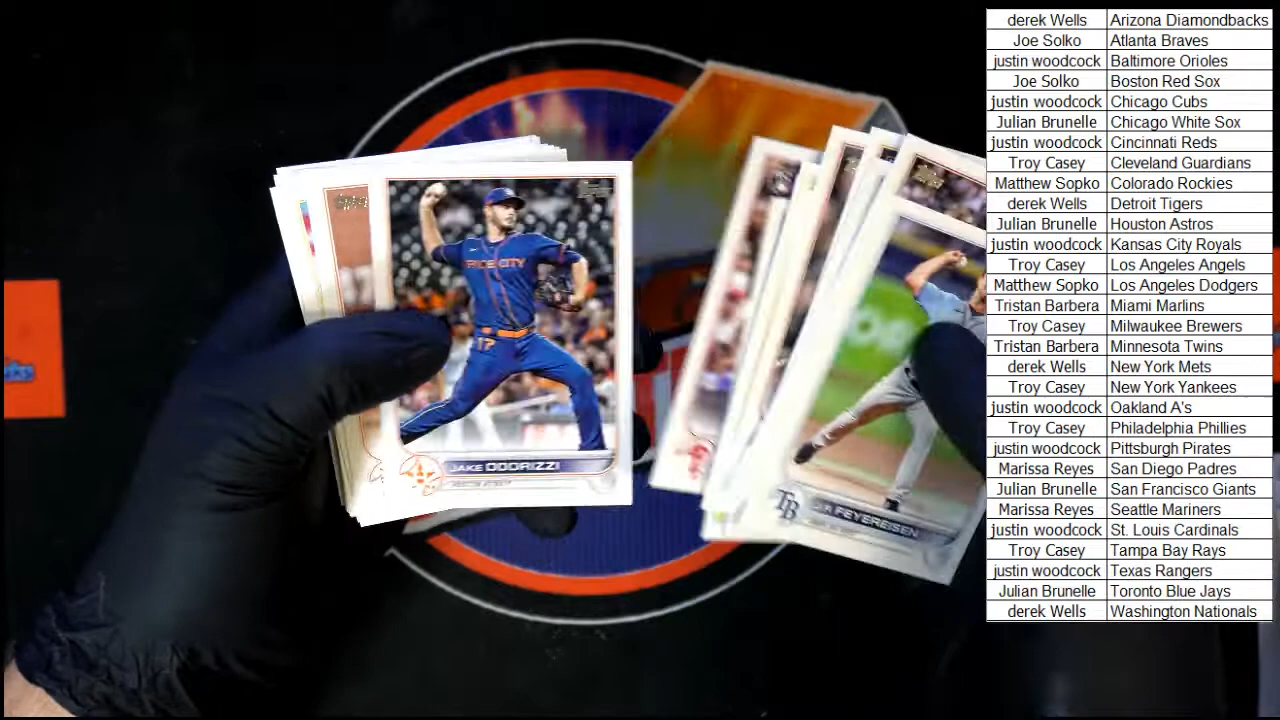 derek Wells Arizona Diamondbacks
Joe Solko Atlanta Braves
justin woodcock Baltimore Orioles
Joe Solko Boston Red Sox
justin woodcock Chicago Cubs
Julian Brunelle Chicago White Sox
justin woodcock Cincinnati Reds
Troy Casey Cleveland Guardians
Matthew Sopko Colorado Rockies
derek Wells Detroit Tigers
Julian Brunelle Houston Astros
justin woodcock Kansas City Royals
Troy Casey Los Angeles Angels
Matthew Sopko Los Angeles Dodgers
Tristan Barbera Miami Marlins
Troy Casey Milwaukee Brewers
Tristan Barbera Minnesota Twins
derek Wells New York Mets
Troy Casey New York Yankees
justin woodcock Oakland A's
Troy Casey Philadelphia Phillies
justin woodcock Pittsburgh Pirates
Marissa Reyes San Diego Padres
Julian Brunelle San Francisco Giants
Marissa Reyes Seattle Mariners
justin woodcock St. Louis Cardinals
Troy Casey Tampa Bay Rays
justin woodcock Texas Rangers
Julian Brunelle Toronto Blue Jays
derek Wells Washington Nationals
Topps
CITY
17
JAKE ODORIZZI
TB
FEYEREISEN